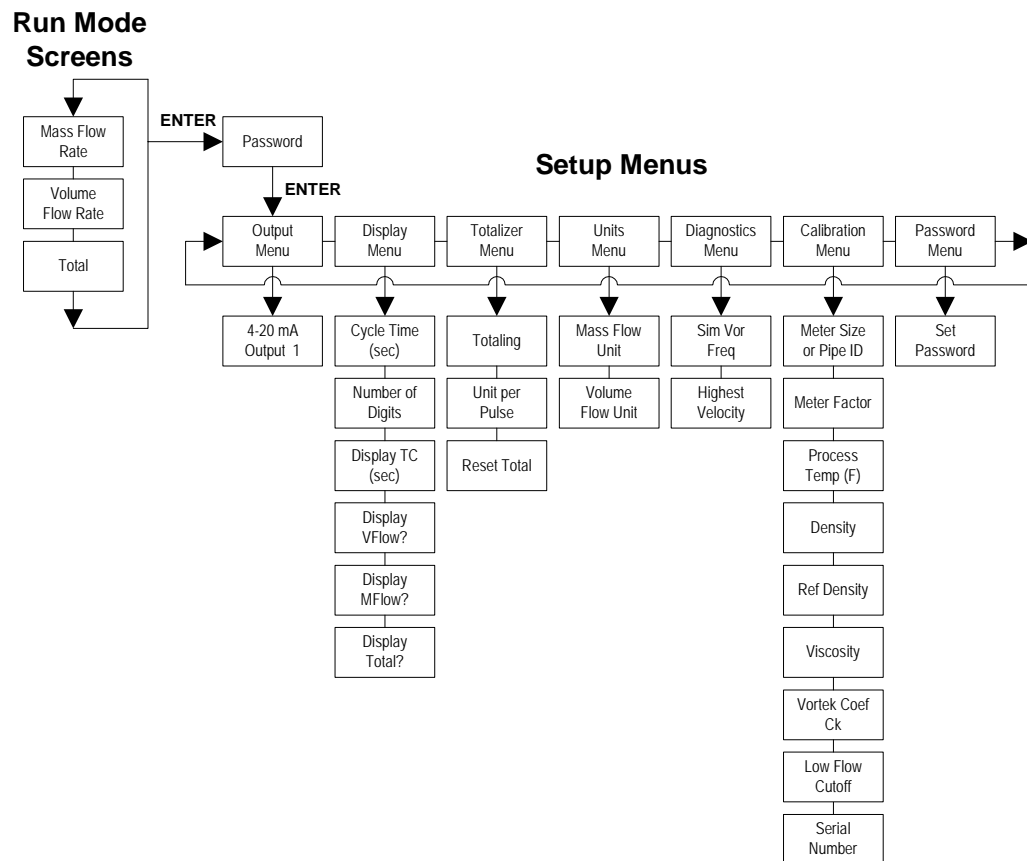 Run Mode
Screens
ENTER
Mass Flow
Rate
Volume
Flow Rate
Total
Password
ENTER
Setup Menus
Output
Menu
Display
Menu
Totalizer
Menu
Units
Menu
Diagnostics
Menu
Calibration
Menu
Password
Menu
4-20 mA
Output 1
Cycle Time
(sec)
Number of
Digits
Display TC
(sec)
Display
VFlow?
Display
MFlow?
Display
Total?
Totaling
Unit per
Pulse
Reset Total
Mass Flow
Unit
Volume
Flow Unit
Sim Vor
Freq
Highest
Velocity
Meter Size
or Pipe ID
Meter Factor
Process
Temp (F)
Density
Ref Density
Viscosity
Vortek Coef
Ck
Low Flow
Cutoff
Serial
Number
Set
Password